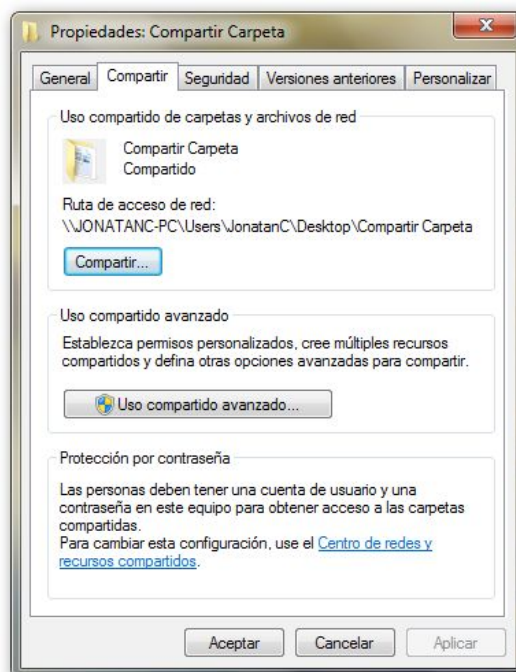 Propiedades: Compartir Carpeta
General Compartir Seguridad Versiones anteriores Personalizar
Uso compartido de carpetas y archivos de red
Compartir Carpeta
Compartido
Ruta de acceso de red:
\\JONATANC-PC\Users\JonatanC\Desktop\Compartir Carpeta
Compartir...
Uso compartido avanzado
Establezca permisos personalizados, cree múltiples recursos
compartidos y defina otras opciones avanzadas para compartir.
Uso compartido avanzado...
Protección por contraseña
Las personas deben tener una cuenta de usuario y una
contraseña en este equipo para obtener acceso a las carpetas
compartidas.
Para cambiar esta configuración, use el Centro de redes y
recursos compartidos.
Aceptar Cancelar Aplicar